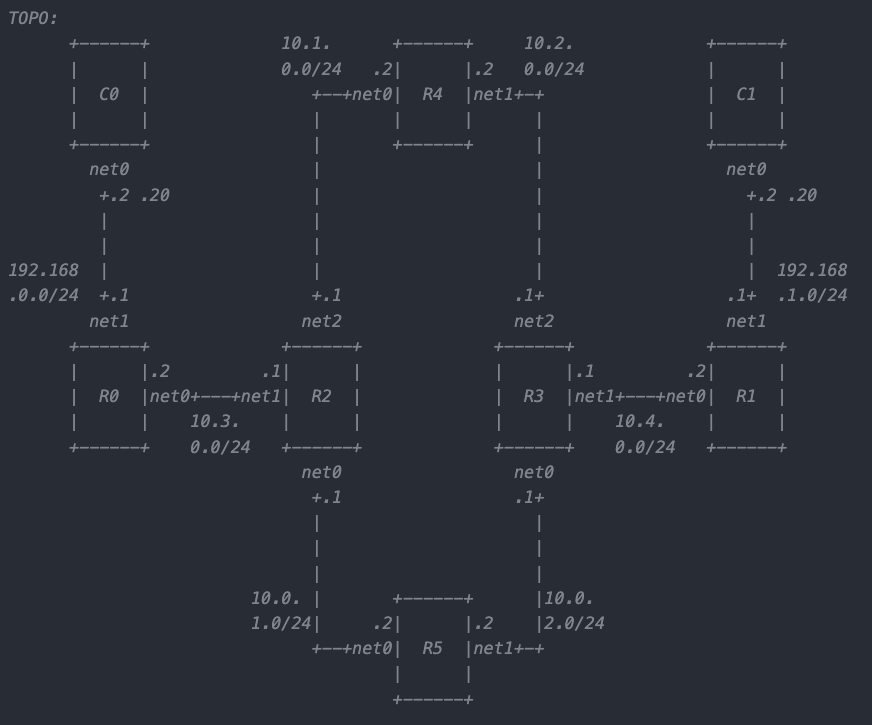 TOPO:
      +------+             10.1.      +------+     10.2.             +------+
      |      |             0.0/24   .2|      |.2   0.0/24            |      |
      |  C0  |                +--+net0|  R4  |net1+--+               |  C1  |
      |      |                |       |      |      |                |      |
      +------+                |       +------+      |                +------+
        net0                  |                     |                  net0
         +.2 .20              |                     |                    +.2 .20
         |                    |                     |                    |
         |                    |                     |                    |
192.168  |                    |                     |                    |  192.168
.0.0/24  +.1                  +.1                 .1+                  .1+  .1.0/24
        net1                 net2                 net2                 net1
      +------+             +------+             +------+             +------+
      |      |.2         .1|      |             |      |.1         .2|      |
      |  R0  |net0+---+net1|  R2  |             |  R3  |net1+---+net0|  R1  |
      |      |    10.3.    |      |             |      |    10.4.    |      |
      +------+    0.0/24   +------+             +------+    0.0/24   +------+
                             net0                 net0
                              +.1                 .1+
                              |                     |
                              |                     |
                              |                     |
                        10.0. |       +------+      |10.0.
                        1.0/24|     .2|      |.2    |2.0/24
                              +--+net0|  R5  |net1+--+
                                      |      |
                                      +------+